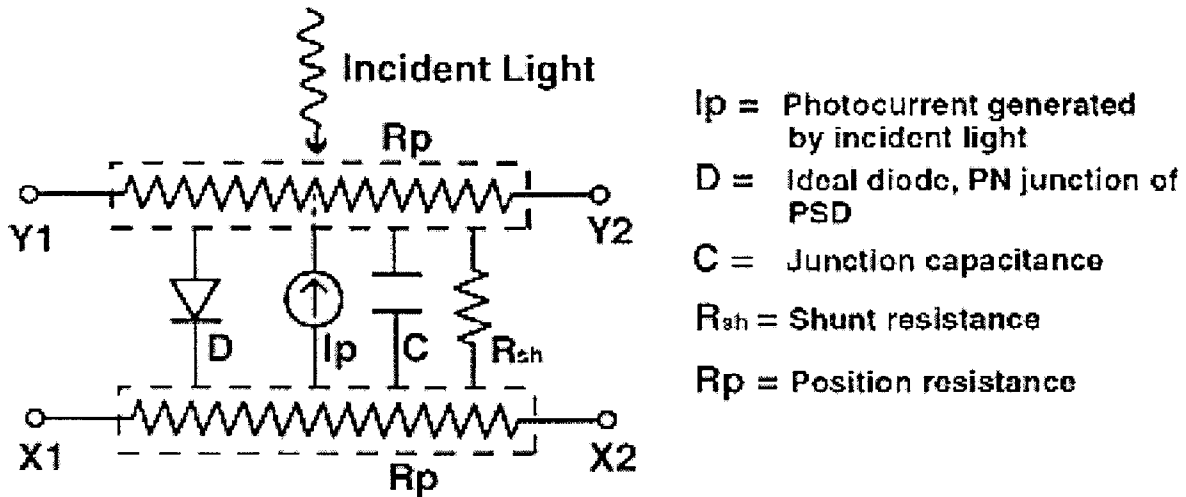 Incident Light
Rp
Y1
Y2
D
Ip
C
Rsh
X1
X2
Rp
Ip = Photocurrent generated
by incident light
D = Ideal diode, PN junction of
PSD
C = Junction capacitance
Rsh = Shunt resistance
Rp = Position resistance